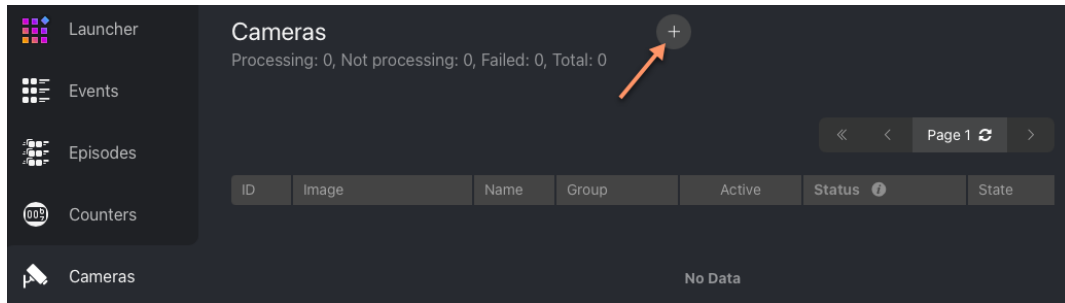 Launcher
Events
Episodes
Counters
Cameras
Cameras
+
Processing: 0, Not processing: 0, Failed: 0, Total: 0
« < Page 1 >
ID Image Name Group Active Status i State
No Data